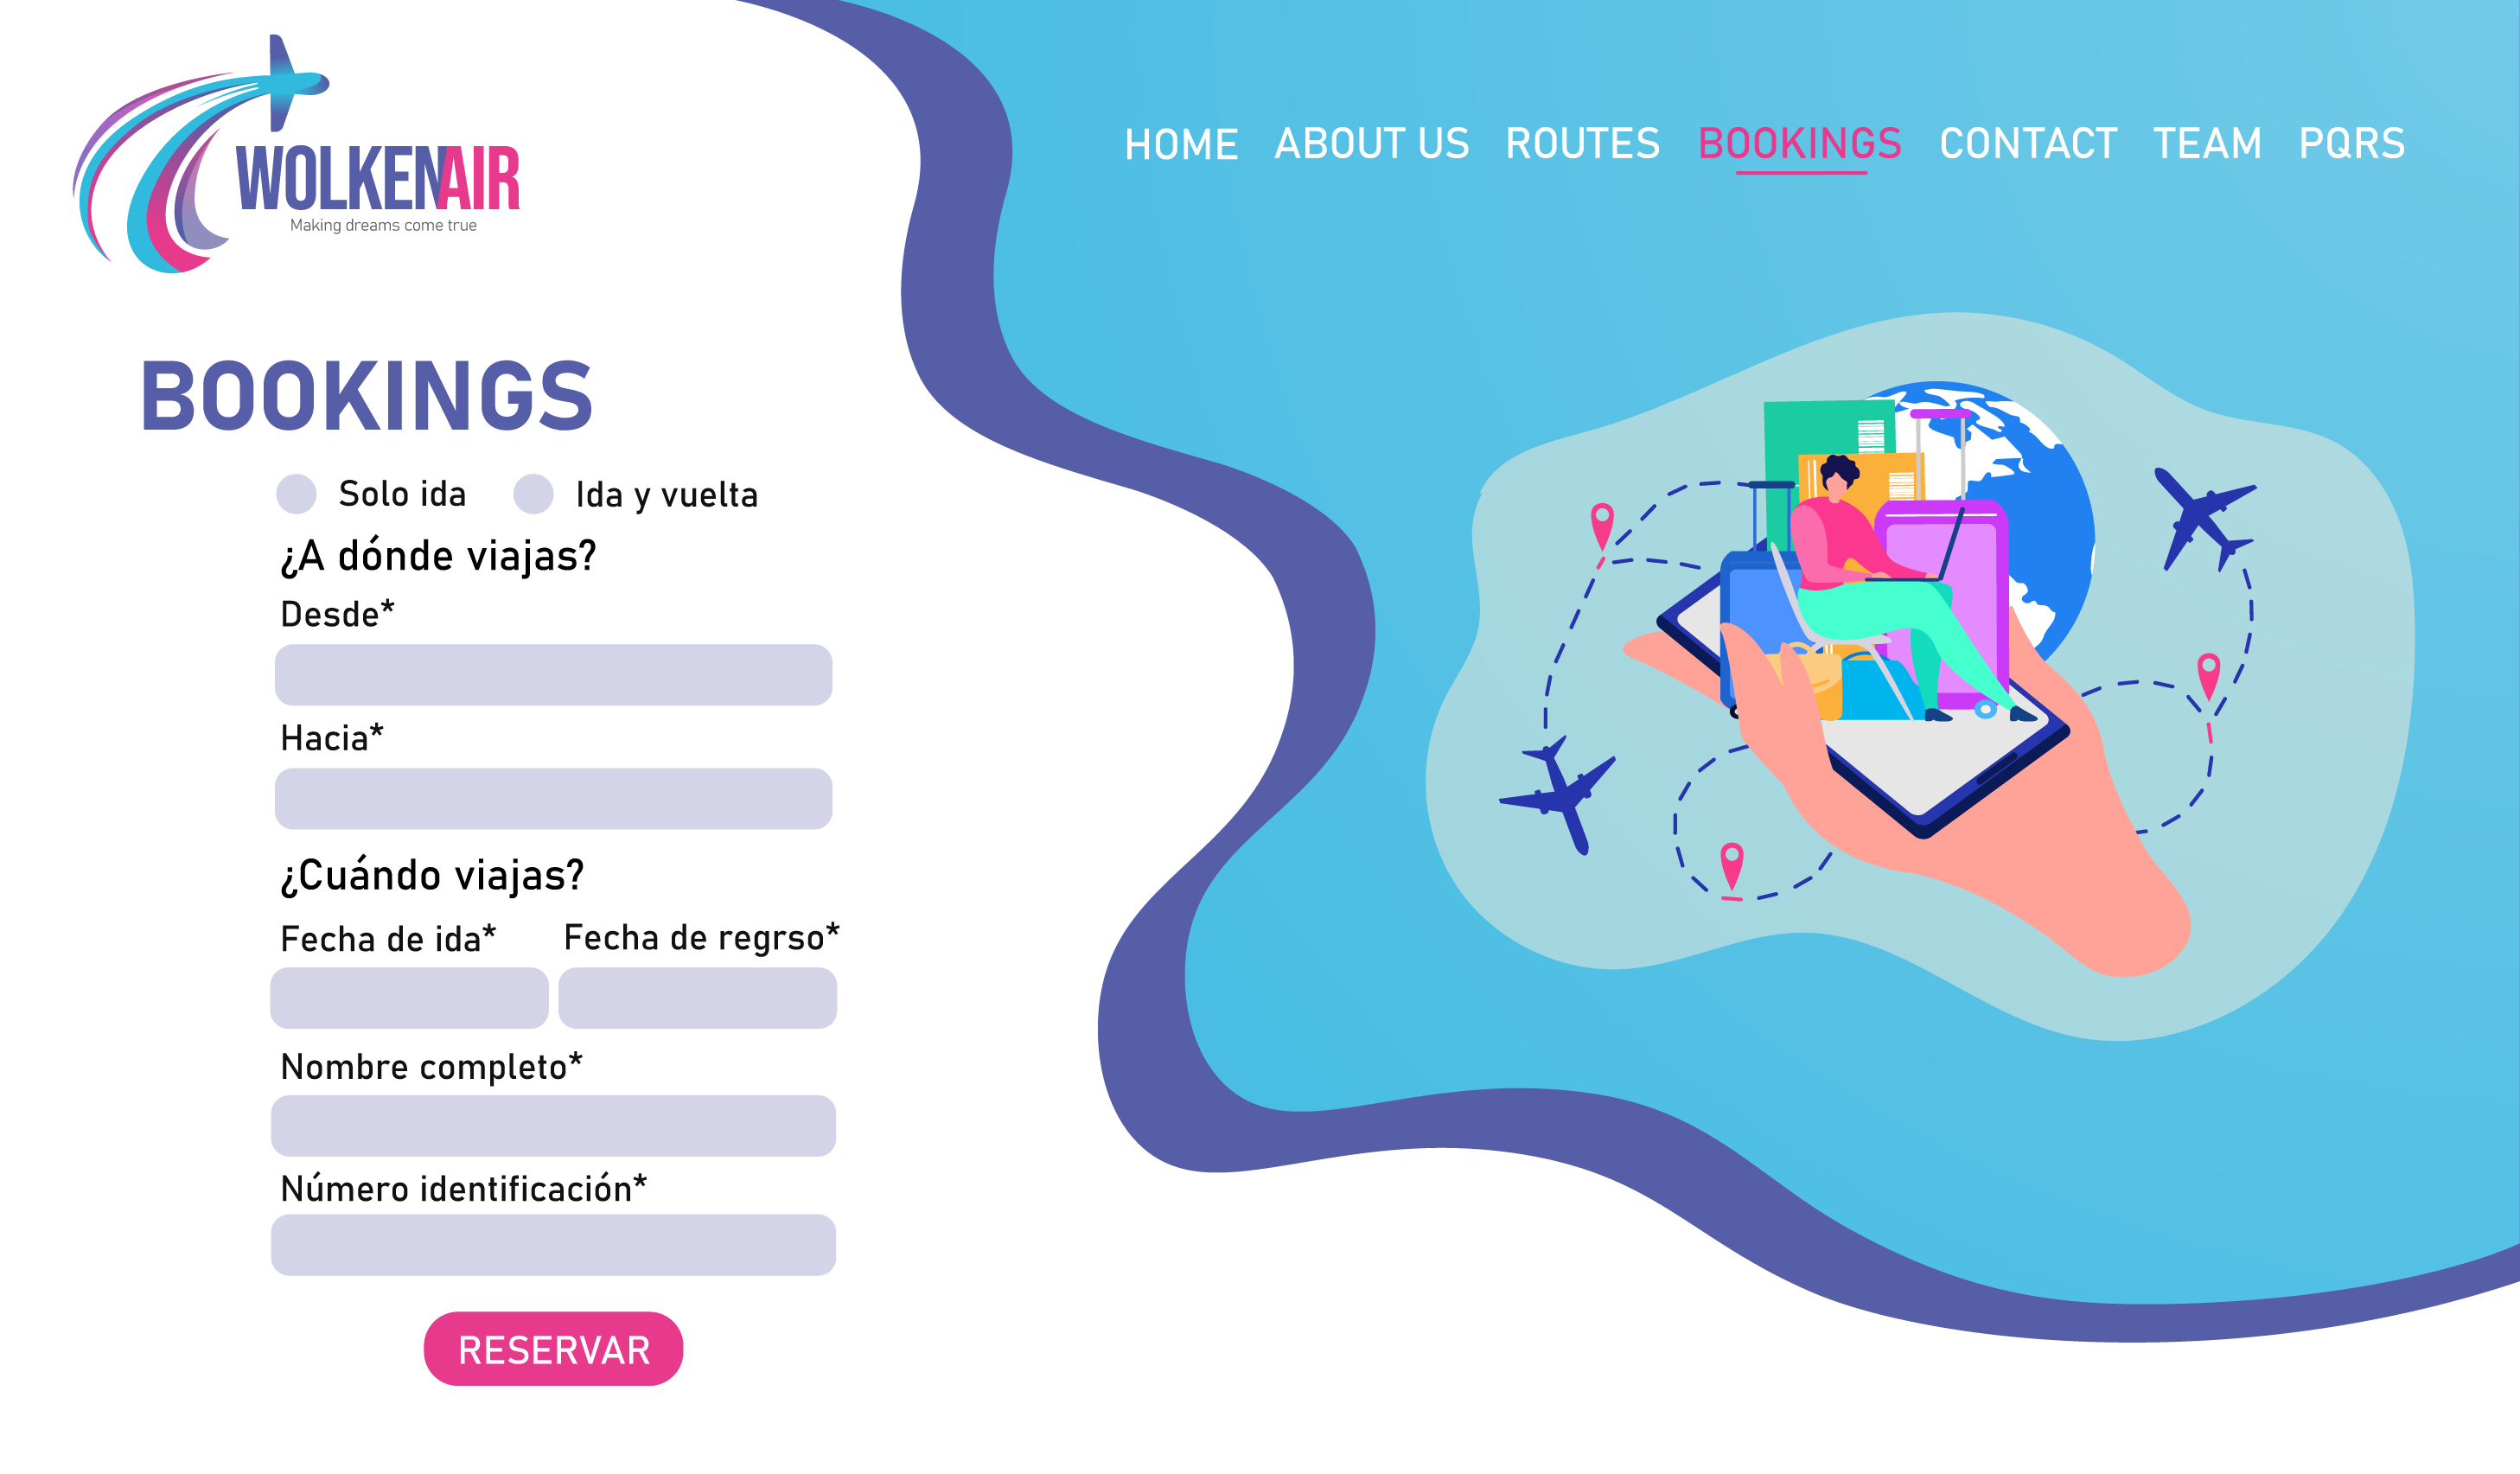 WOLKENAIR
Making dreams come true
HOME ABOUT US ROUTES BOOKINGS CONTACT TEAM PQRS
BOOKINGS
Solo ida Ida y vuelta
¿A dónde viajas?
Desde*
Hacia*
¿Cuándo viajas?
Fecha de ida* Fecha de regrso*
Nombre completo*
Número identificación*
RESERVAR